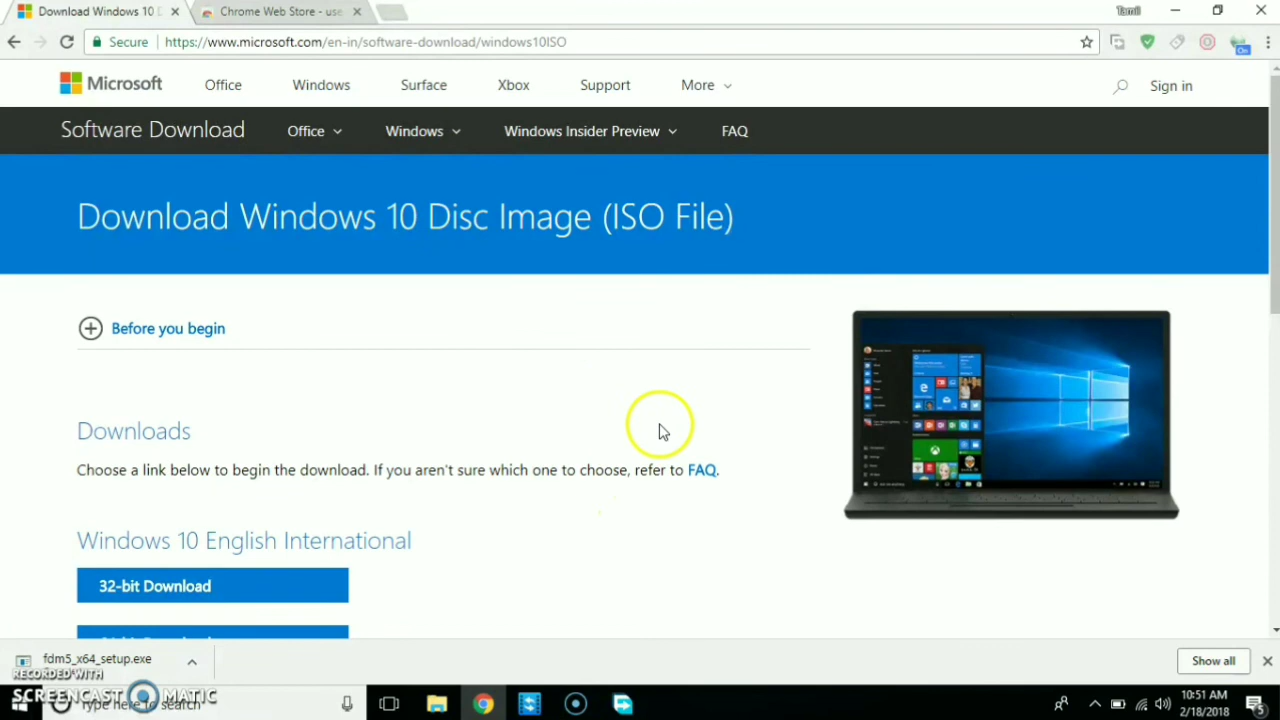 Download Windows 10 D
Chrome Web Store - use
Tamil
Secure
https://www.microsoft.com/en-in/software-download/windows10ISO
On
Microsoft
Office
Windows
Surface
Xbox
Support
More
Sign in
Software Download
Office
Windows
Windows Insider Preview
FAQ
Download Windows 10 Disc Image (ISO File)
Before you begin
Downloads
Choose a link below to begin the download. If you aren't sure which one to choose, refer to FAQ.
Windows 10 English International
32-bit Download
fdm5_x64_setup.exe
Show all
RECORDED WITH
SCREENCAST MATIC
Type here to search
10:51 AM
2/18/2018
5